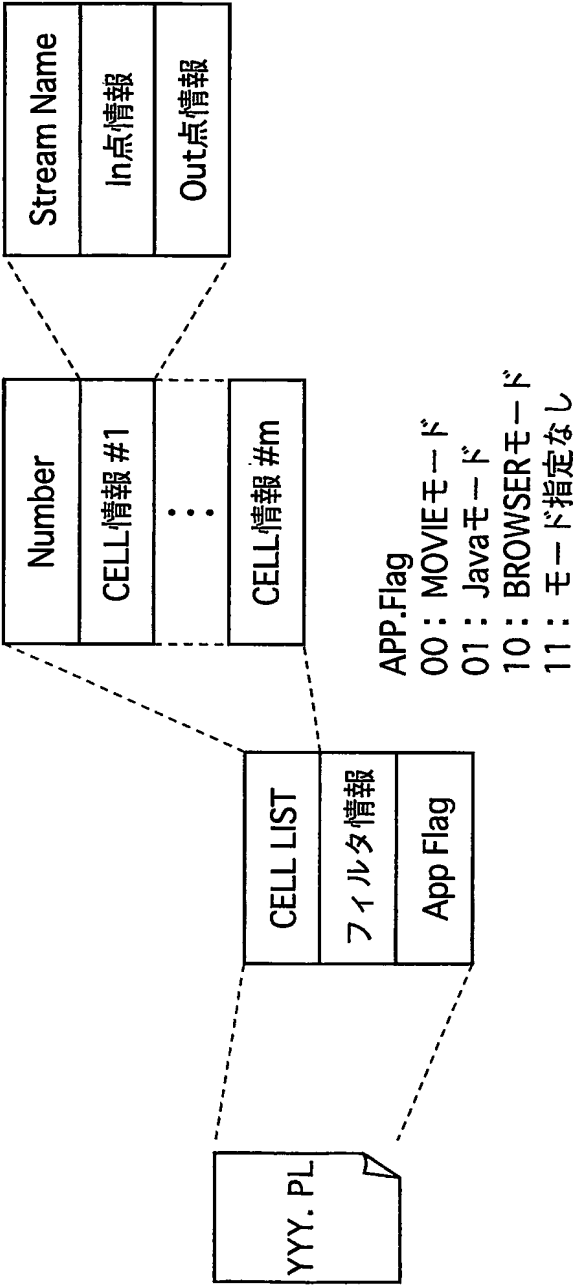 YYY. PL
CELL LIST
フィルタ情報
App Flag
Number
CELL情報 #1
CELL情報 #m
Stream Name
In点情報
Out点情報
APP.Flag
00：MOVIEモード
01：Javaモード
10：BROWSERモード
11：モード指定なし